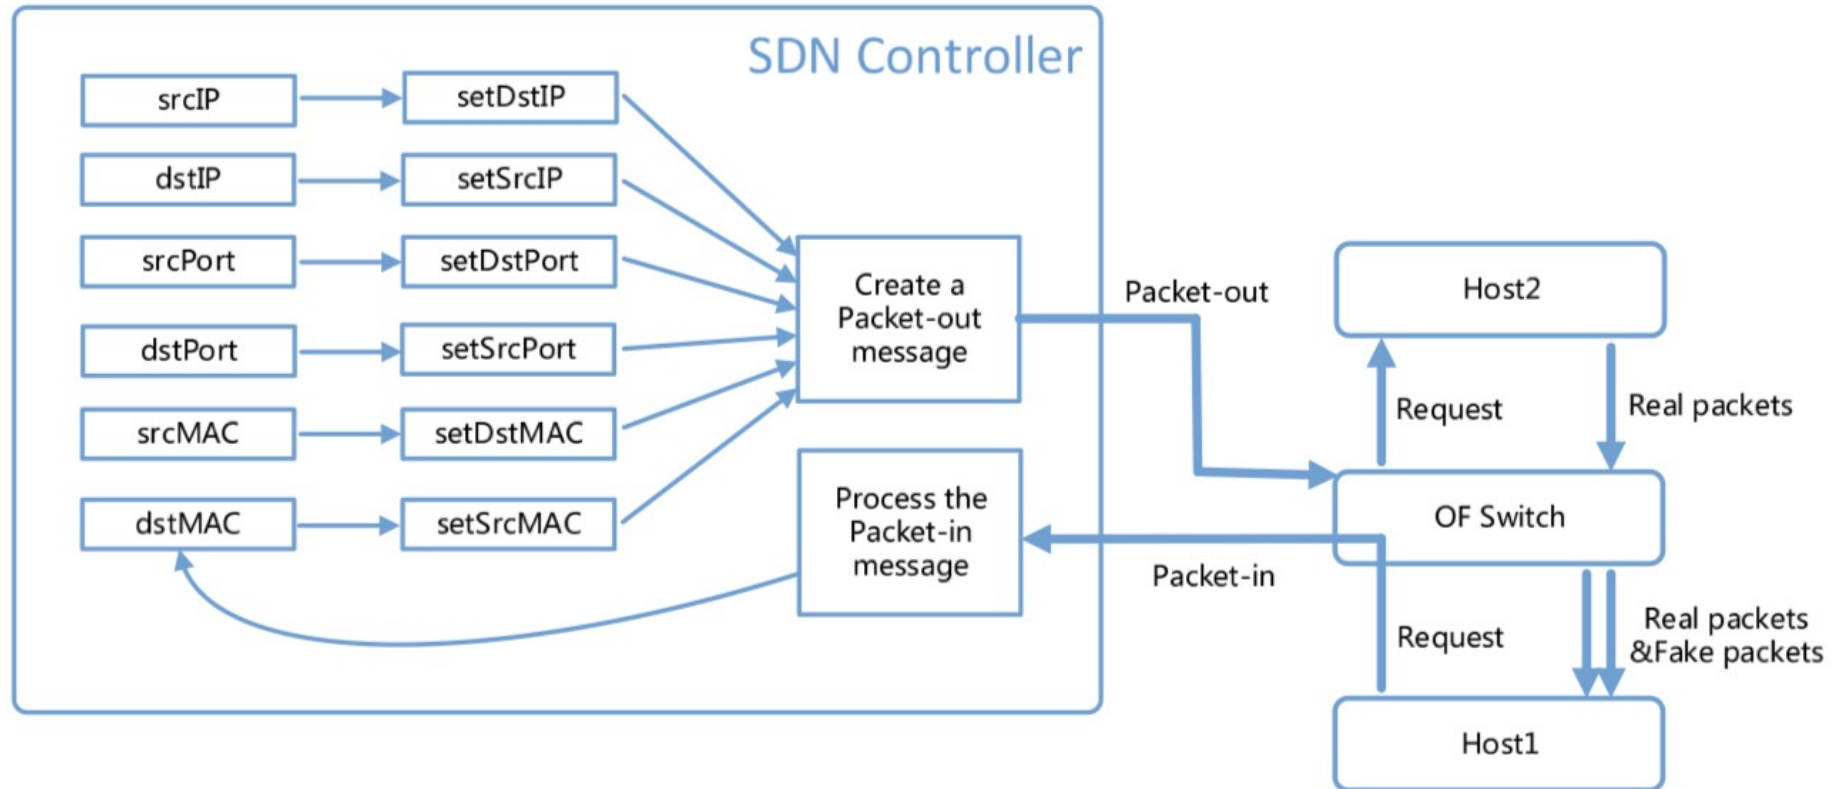 SDN Controller
srcIP
setDstIP
dstIP
setSrcIP
srcPort
setDstPort
dstPort
setSrcPort
srcMAC
setDstMAC
dstMAC
setSrcMAC
Create a
Packet-out
message
Process the
Packet-in
message
Packet-out
Packet-in
Host2
Request
Real packets
OF Switch
Request
Real packets
&Fake packets
Host1